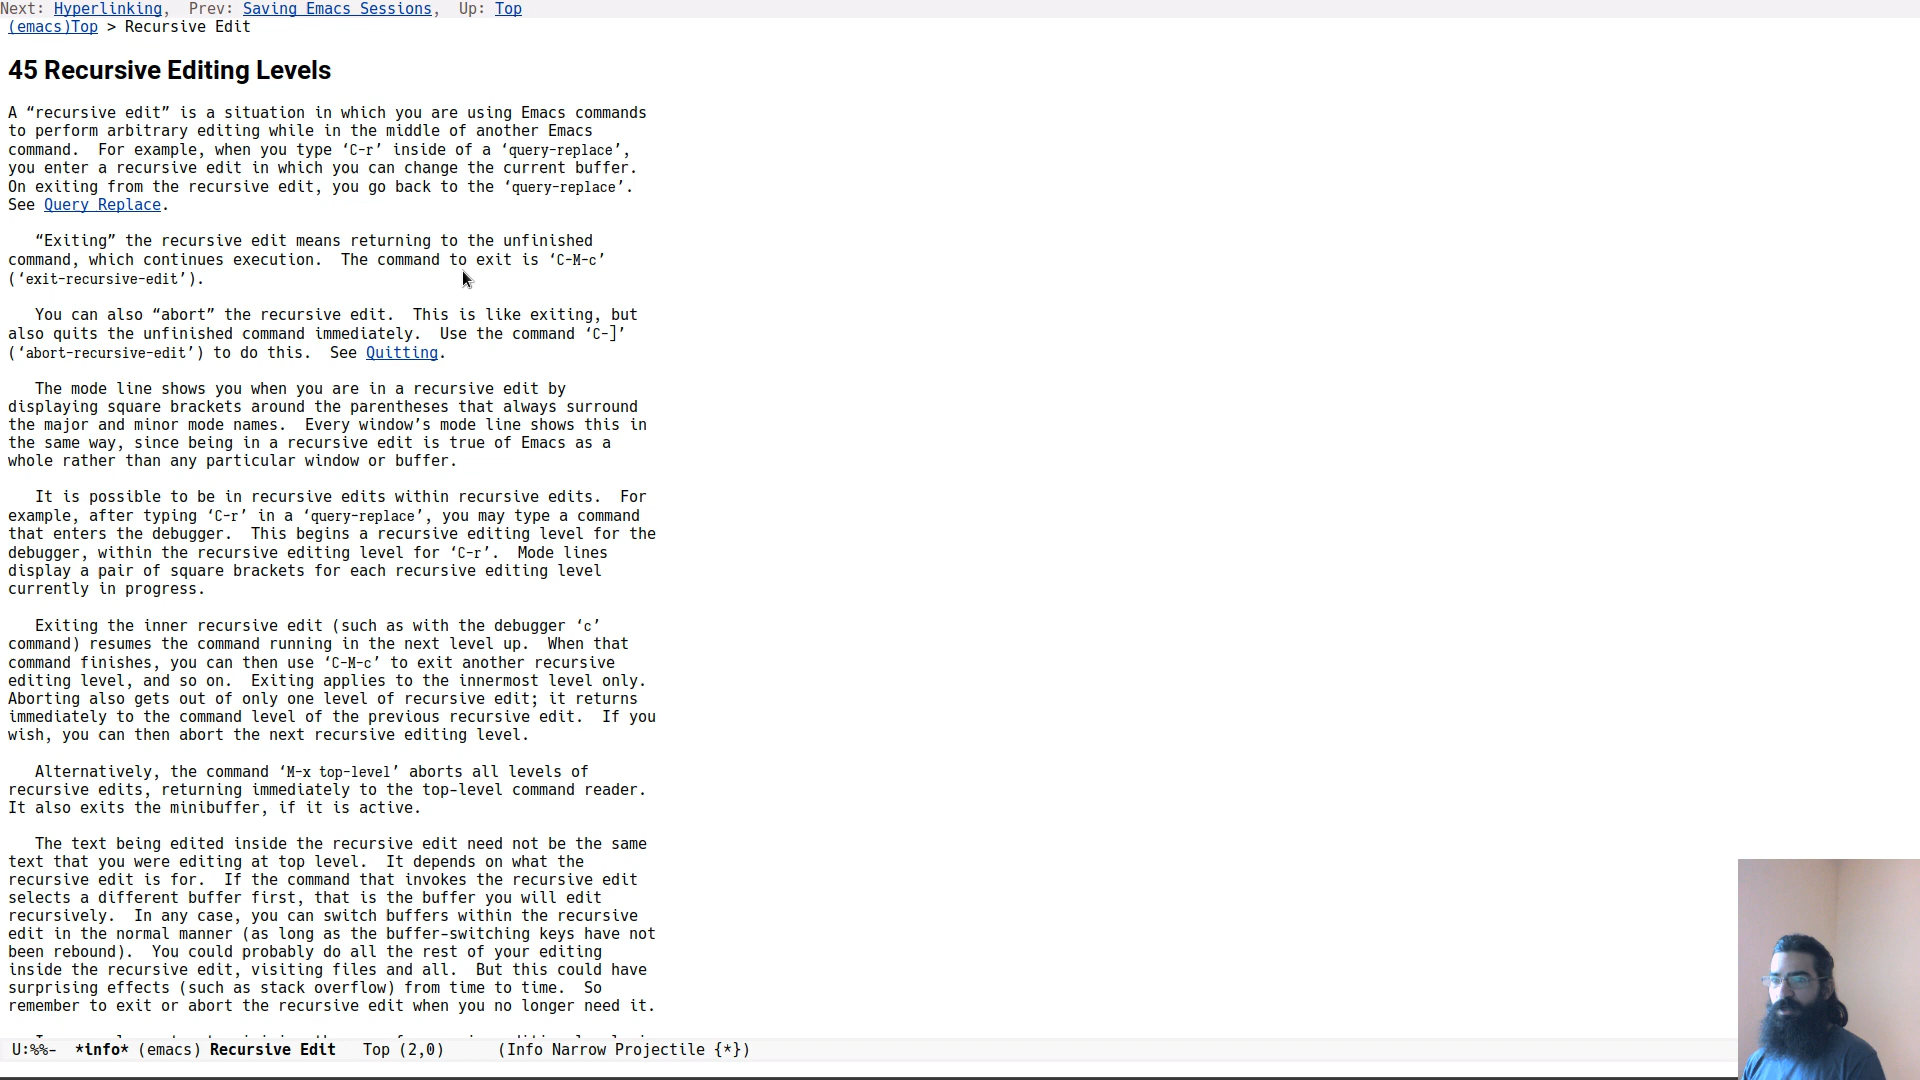 Next: Hyperlinking,  Prev: Saving Emacs Sessions,  Up: Top
(emacs)Top > Recursive Edit
45 Recursive Editing Levels
A “recursive edit” is a situation in which you are using Emacs commands
to perform arbitrary editing while in the middle of another Emacs
command.  For example, when you type ‘C-r’ inside of a ‘query-replace’,
you enter a recursive edit in which you can change the current buffer.
On exiting from the recursive edit, you go back to the ‘query-replace’.
See Query Replace.
“Exiting” the recursive edit means returning to the unfinished
command, which continues execution.  The command to exit is ‘C-M-c’
(‘exit-recursive-edit’).
You can also “abort” the recursive edit.  This is like exiting, but
also quits the unfinished command immediately.  Use the command ‘C-]’
(‘abort-recursive-edit’) to do this.  See Quitting.
The mode line shows you when you are in a recursive edit by
displaying square brackets around the parentheses that always surround
the major and minor mode names.  Every window’s mode line shows this in
the same way, since being in a recursive edit is true of Emacs as a
whole rather than any particular window or buffer.
It is possible to be in recursive edits within recursive edits.  For
example, after typing ‘C-r’ in a ‘query-replace’, you may type a command
that enters the debugger.  This begins a recursive editing level for the
debugger, within the recursive editing level for ‘C-r’.  Mode lines
display a pair of square brackets for each recursive editing level
currently in progress.
Exiting the inner recursive edit (such as with the debugger ‘c’
command) resumes the command running in the next level up.  When that
command finishes, you can then use ‘C-M-c’ to exit another recursive
editing level, and so on.  Exiting applies to the innermost level only.
Aborting also gets out of only one level of recursive edit; it returns
immediately to the command level of the previous recursive edit.  If you
wish, you can then abort the next recursive editing level.
Alternatively, the command ‘M-x top-level’ aborts all levels of
recursive edits, returning immediately to the top-level command reader.
It also exits the minibuffer, if it is active.
The text being edited inside the recursive edit need not be the same
text that you were editing at top level.  It depends on what the
recursive edit is for.  If the command that invokes the recursive edit
selects a different buffer first, that is the buffer you will edit
recursively.  In any case, you can switch buffers within the recursive
edit in the normal manner (as long as the buffer-switching keys have not
been rebound).  You could probably do all the rest of your editing
inside the recursive edit, visiting files and all.  But this could have
surprising effects (such as stack overflow) from time to time.  So
remember to exit or abort the recursive edit when you no longer need it.
U:%%-  *info* (emacs) Recursive Edit   Top (2,0)      (Info Narrow Projectile {*})